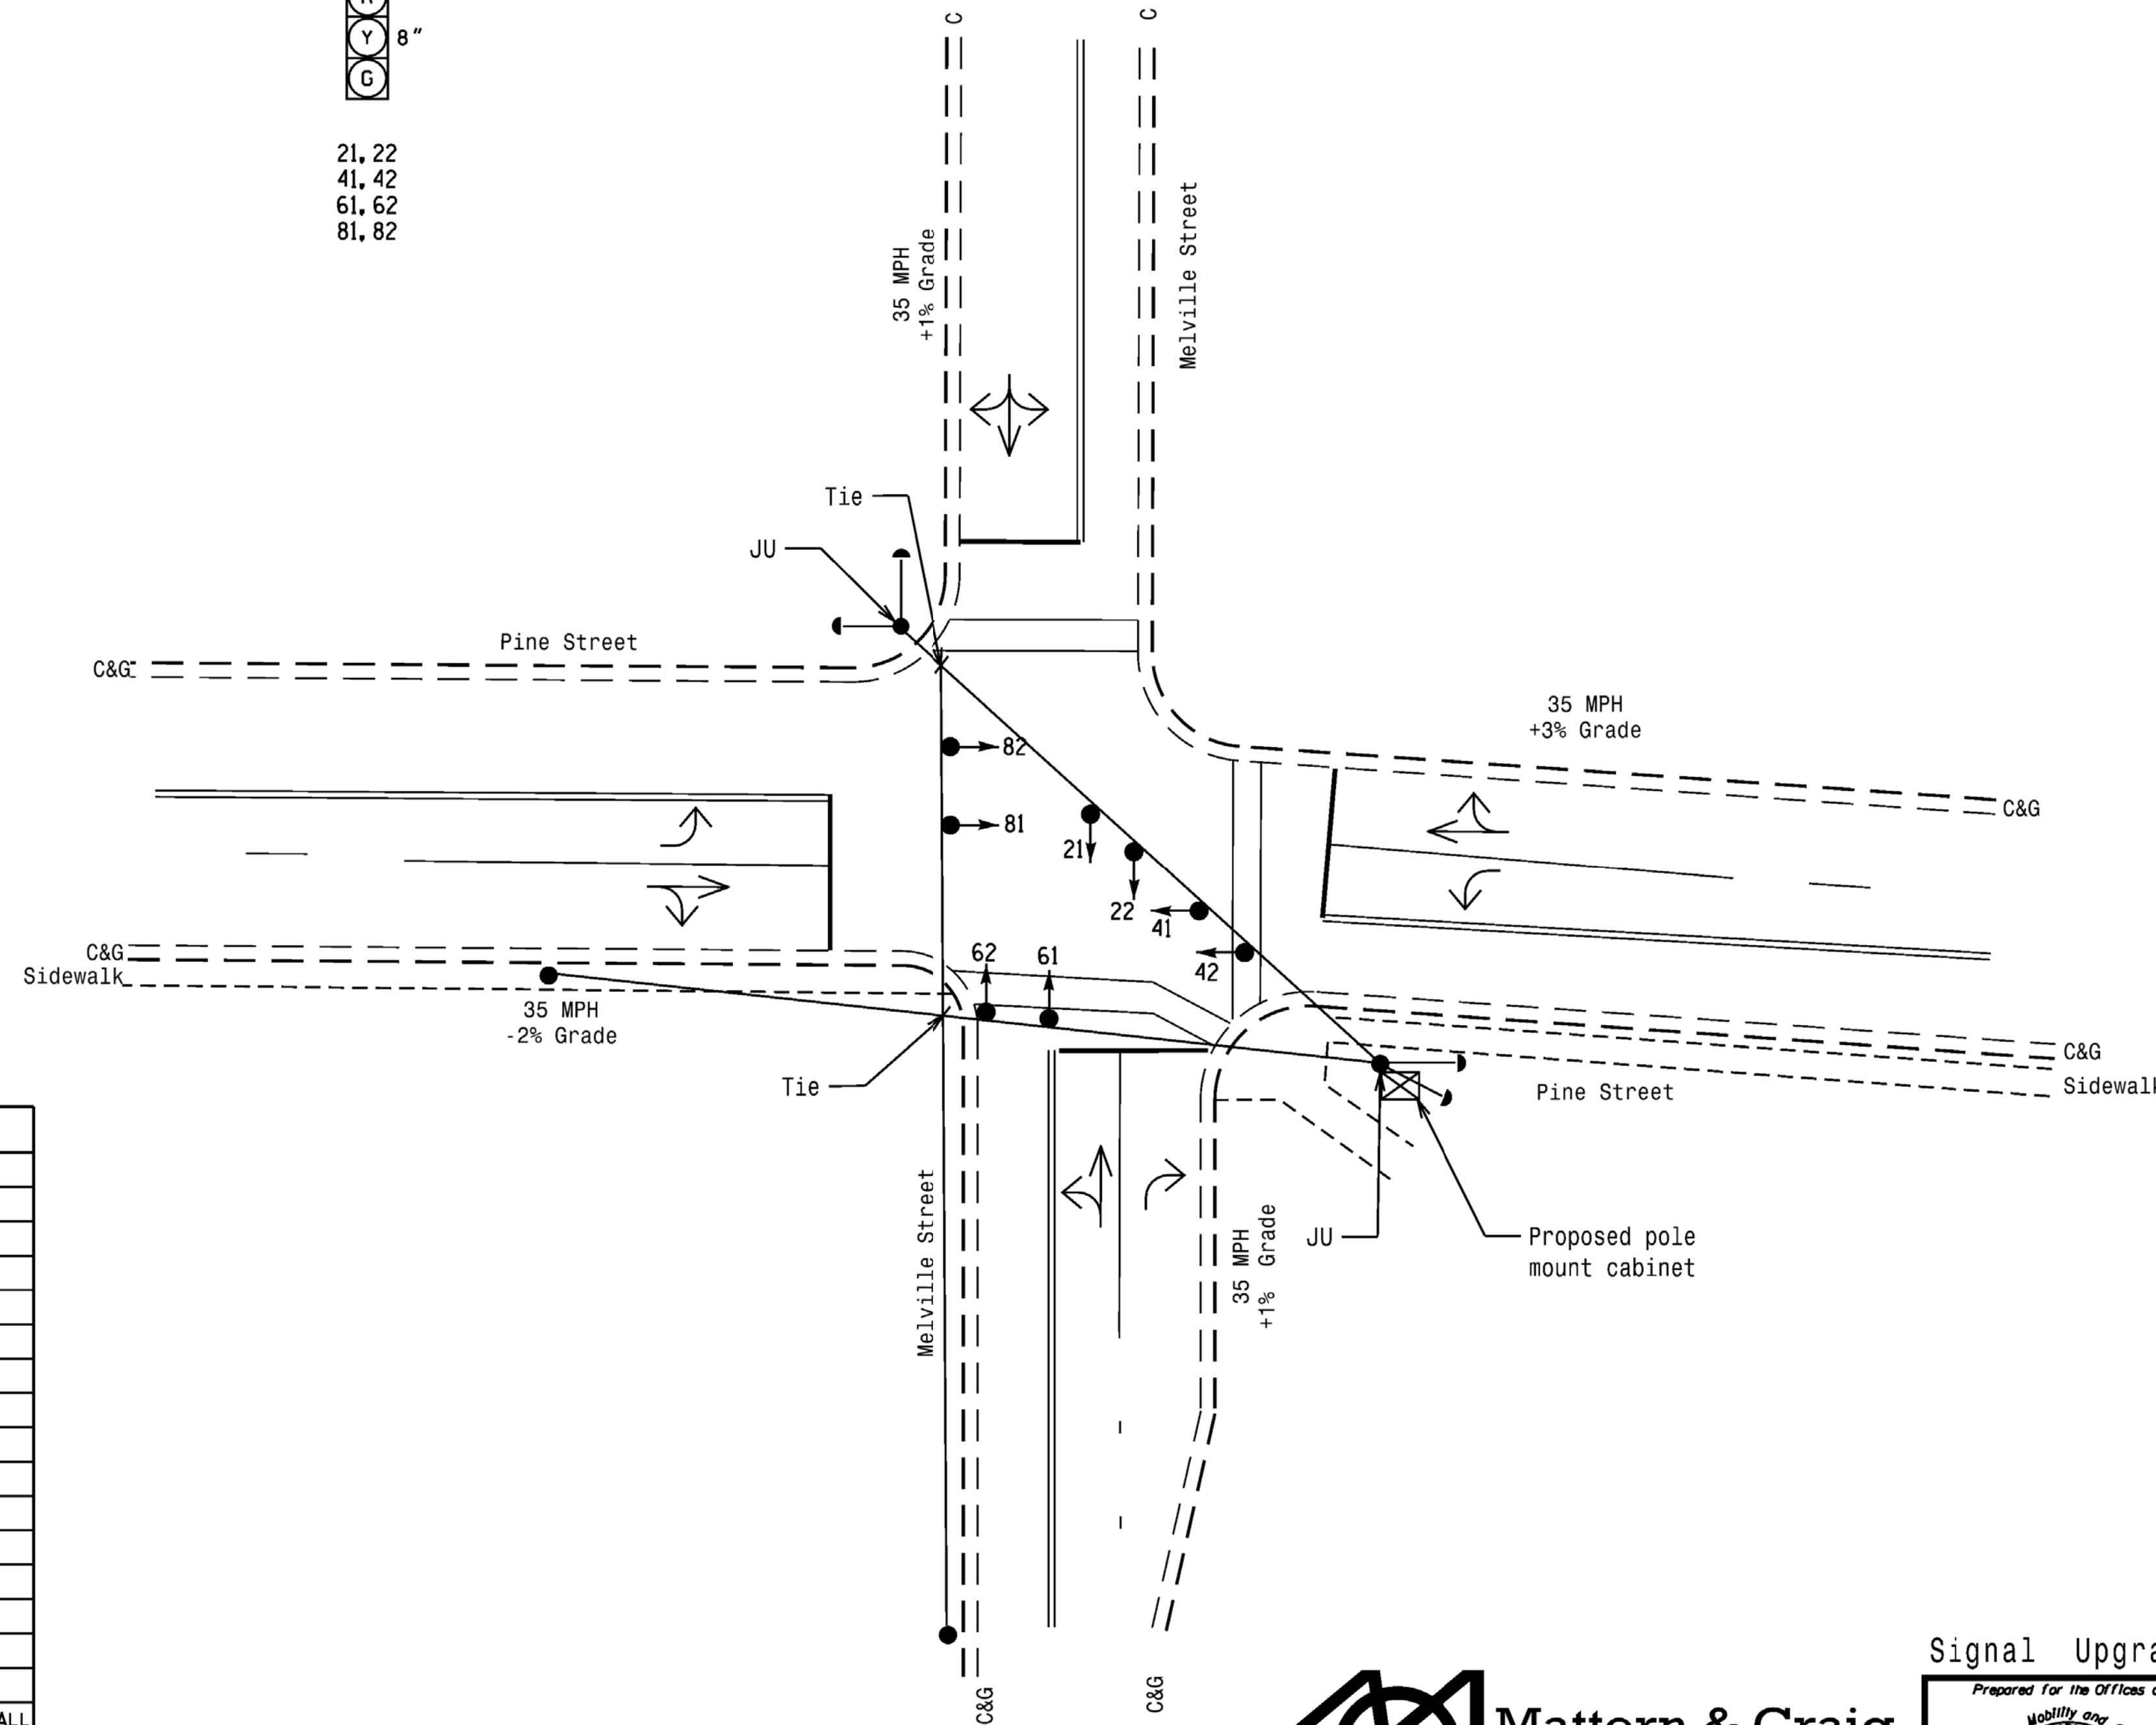 Y 8"
G
21, 22
41, 42
61, 62
81, 82
C
C
35 MPH
+1% Grade
Melville Street
Tie
JU
Pine Street
C&G
35 MPH
+3% Grade
C&G
82
81
21
22
41
42
62
61
C&G
Sidewalk
35 MPH
-2% Grade
Tie
C&G
Sidewalk
Pine Street
Melville Street
35 MPH
+1% Grade
JU
Proposed pole
mount cabinet
C&G
C&G
ALL
Mattern & Craig
Signal Upgra
Prepared for the Offices o
Mobility and